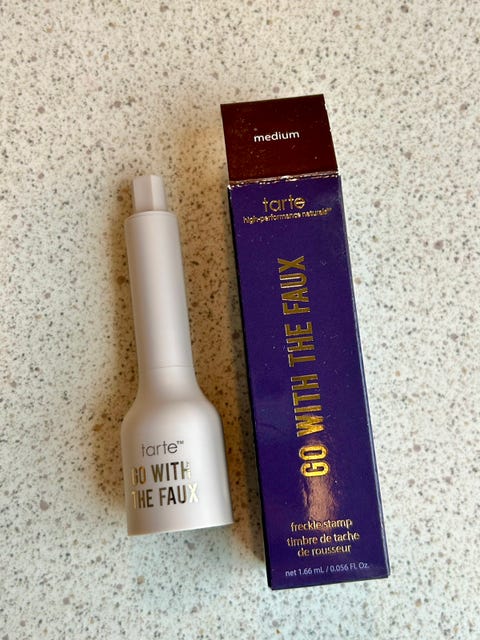 medium
tarte
high-performance naturals™
GO WITH THE FAUX
freckle stamp
timbre de tache
de rousseur
net 1.66 mL / 0.056 Fl. Oz.
tarte™
GO WITH
THE FAUX